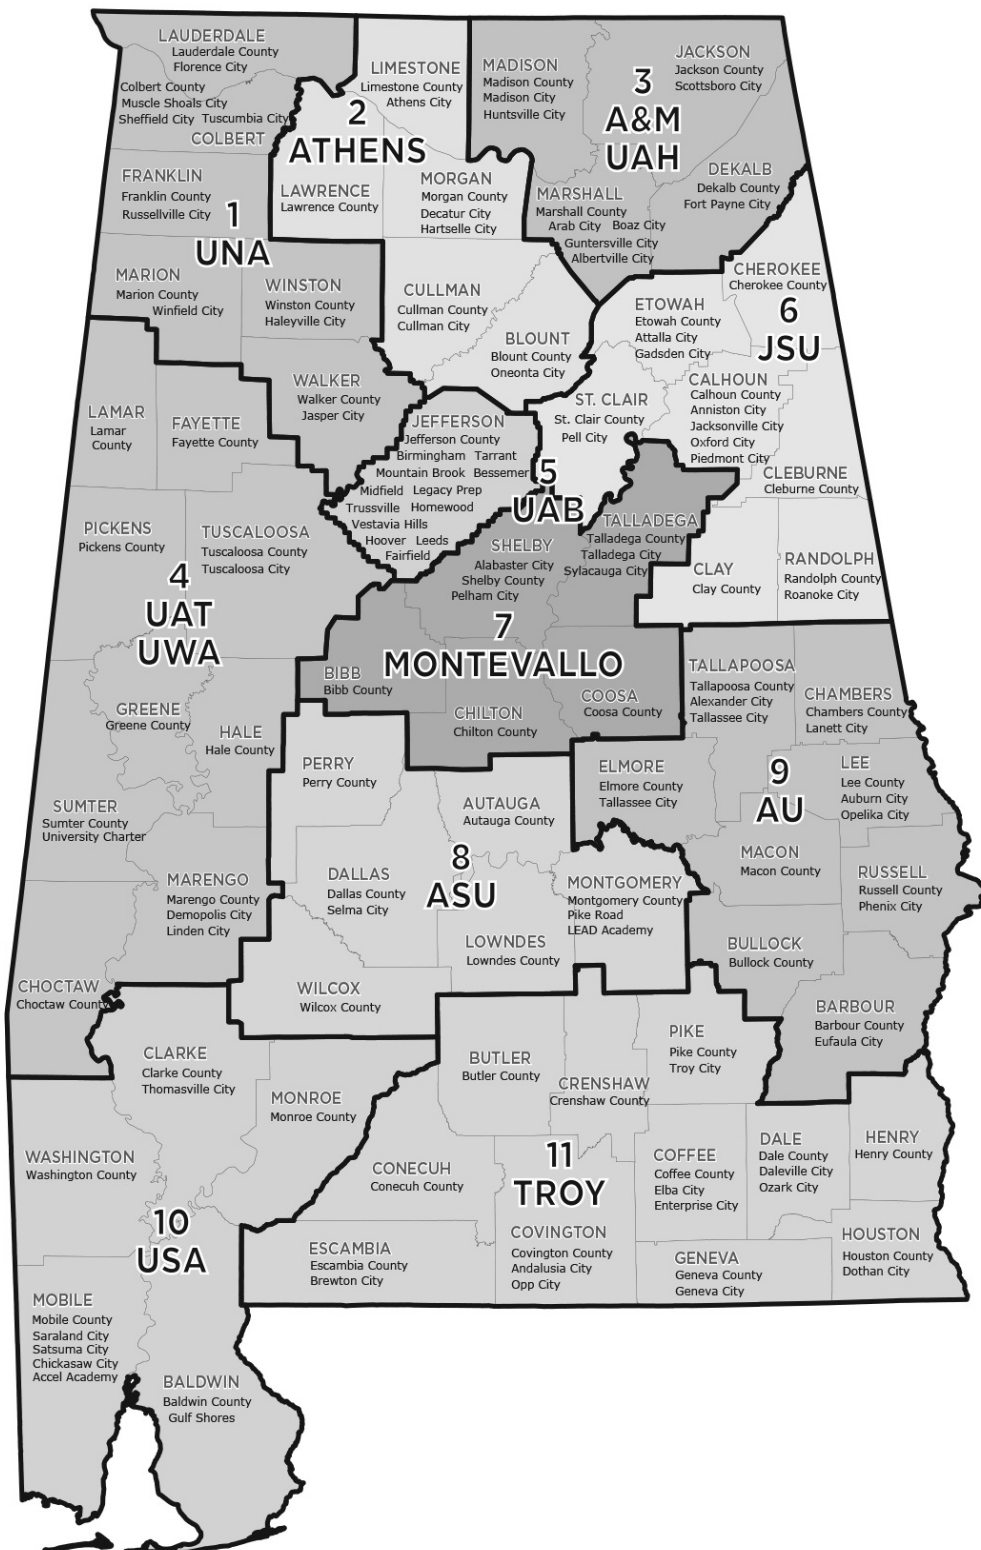 LAUDERDALE
Lauderdale County
Florence City
Colbert County
Muscle Shoals City
Sheffield City Tuscumbia City
COLBERT
FRANKLIN
Franklin County
Russellville City
1
UNA
MARION
Marion County
Winfield City
WINSTON
Winston County
Haleyville City
WALKER
Walker County
Jasper City
LIMESTONE
Limestone County
Athens City
2
ATHENS
LAWRENCE
Lawrence County
MORGAN
Morgan County
Decatur City
Hartselle City
CULLMAN
Cullman County
Cullman City
BLOUNT
Blount County
Oneonta City
MADISON
Madison County
Madison City
Huntsville City
JACKSON
Jackson County
Scottsboro City
3
A&M
UAH
DEKALB
Dekalb County
Fort Payne City
MARSHALL
Marshall County
Arab City Boaz City
Guntersville City
Albertville City
LAMAR
Lamar
County
FAYETTE
Fayette County
PICKENS
Pickens County
TUSCALOOSA
Tuscaloosa County
Tuscaloosa City
4
UAT
UWA
GREENE
Greene County
HALE
Hale County
SUMTER
Sumter County
University Charter
MARENGO
Marengo County
Demopolis City
Linden City
CHOCTAW
Choctaw County
JEFFERSON
Jefferson County
Birmingham Tarrant
Mountain Brook Bessemer
Midfield Legacy Prep
Trussville Homewood
Vestavia Hills
Hoover Leeds
Fairfield
5
UAB
CHEROKEE
Cherokee County
ETOWAH
Etowah County
Attalla City
Gadsden City
6
JSU
ST. CLAIR
St. Clair County
Pell City
CALHOUN
Calhoun County
Anniston City
Jacksonville City
Oxford City
Piedmont City
CLEBURNE
Cleburne County
CLAY
Clay County
RANDOLPH
Randolph County
Roanoke City
TALLADEGA
Talladega County
Talladega City
Sylacauga City
SHELBY
Alabaster City
Shelby County
Pelham City
7
MONTEVALLO
BIBB
Bibb County
CHILTON
Chilton County
COOSA
Coosa County
PERRY
Perry County
AUTAUGA
Autauga County
8
ASU
DALLAS
Dallas County
Selma City
MONTGOMERY
Montgomery County
Pike Road
LEAD Academy
LOWNDES
Lowndes County
WILCOX
Wilcox County
TALLAPOOSA
Tallapoosa County
Alexander City
Tallassee City
CHAMBERS
Chambers County
Lanett City
ELMORE
Elmore County
Tallassee City
9
AU
LEE
Lee County
Auburn City
Opelika City
MACON
Macon County
RUSSELL
Russell County
Phenix City
BULLOCK
Bullock County
BARBOUR
Barbour County
Eufaula City
CLARKE
Clarke County
Thomasville City
MONROE
Monroe County
WASHINGTON
Washington County
10
USA
MOBILE
Mobile County
Saraland City
Satsuma City
Chickasaw City
Accel Academy
BALDWIN
Baldwin County
Gulf Shores
BUTLER
Butler County
CRENSHAW
Crenshaw County
PIKE
Pike County
Troy City
CONECUH
Conecuh County
11
TROY
COFFEE
Coffee County
Elba City
Enterprise City
DALE
Dale County
Daleville City
Ozark City
HENRY
Henry County
ESCAMBIA
Escambia County
Brewton City
COVINGTON
Covington County
Andalusia City
Opp City
GENEVA
Geneva County
Geneva City
HOUSTON
Houston County
Dothan City